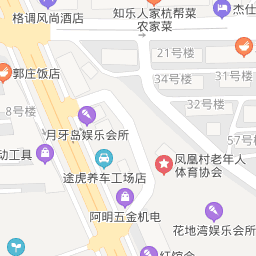 格调风尚酒店
知乐人家杭帮菜
农家菜
杰仕
21号楼
郭庄饭店
34号楼
31号楼
32号楼
8号楼
月牙岛娱乐会所
57号楼
动工具
凤凰村老年人
体育协会
途虎养车工场店
阿明五金机电
花地湾娱乐会所
红馆会